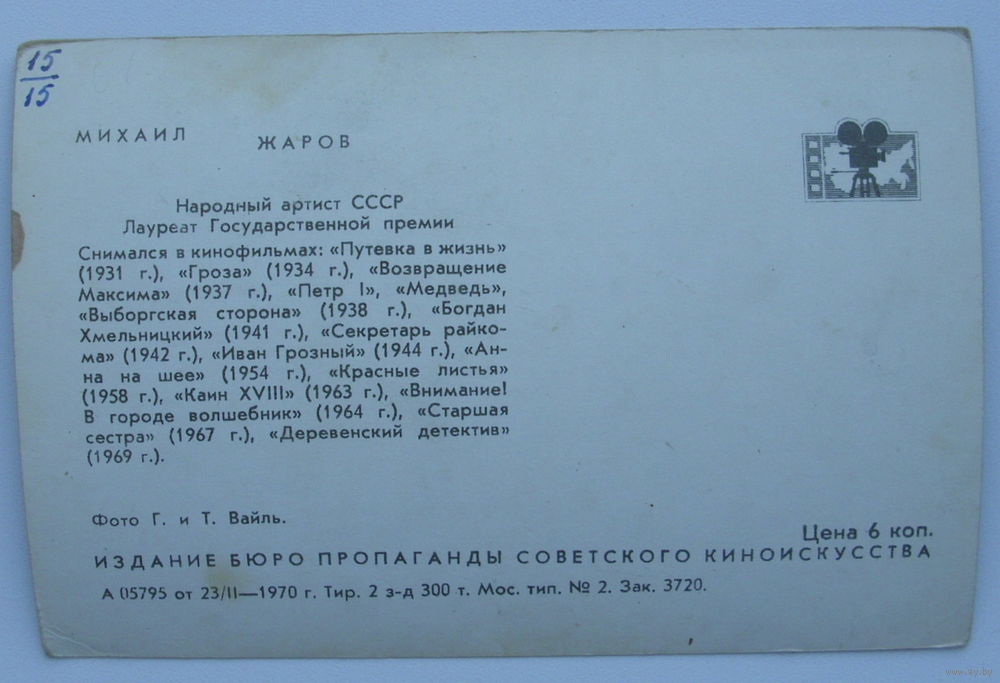 15
15
МИХАИЛ ЖАРОВ
Народный артист СССР
Лауреат Государственной премии
Снимался в кинофильмах: «Путевка в жизнь»
(1931 г.), «Гроза» (1934 г.), «Возвращение
Максима» (1937 г.), «Петр I», «Медведь»,
«Выборгская сторона» (1938 г.), «Богдан
Хмельницкий» (1941 г.), «Секретарь райко-
ма» (1942 г.), «Иван Грозный» (1944 г.), «Ан-
на на шее» (1954 г.), «Красные листья»
(1958 г.), «Каин XVIII» (1963 г.), «Внимание!
В городе волшебник» (1964 г.), «Старшая
сестра» (1967 г.), «Деревенский детектив»
(1969 г.).
Фото Г. и Т. Вайль.
Цена 6 коп.
ИЗДАНИЕ БЮРО ПРОПАГАНДЫ СОВЕТСКОГО КИНОИСКУССТВА
А 05795 от 23/II—1970 г. Тир. 2 з-д 300 т. Мос. тип. № 2. Зак. 3720.
www.ay.by